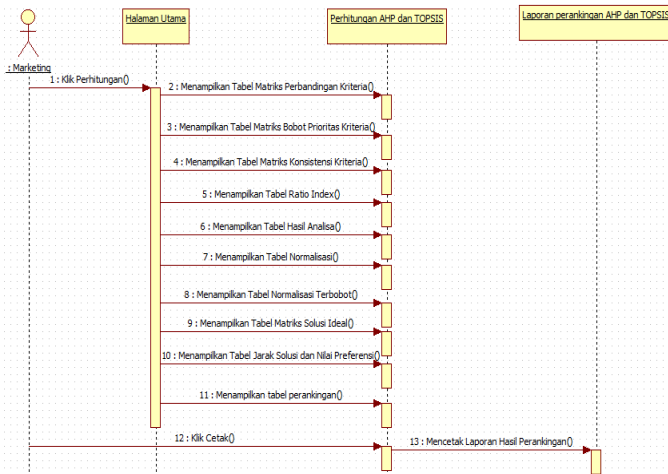 Halaman Utama
Perhitungan AHP dan TOPSIS
Laporan perankingan AHP dan TOPSIS
: Marketing
1 : Klik Perhitungan()
2 : Menampilkan Tabel Matriks Perbandingan Kriteria()
3 : Menampilkan Tabel Matriks Bobot Prioritas Kriteria()
4 : Menampilkan Tabel Matriks Konsistensi Kriteria()
5 : Menampilkan Tabel Ratio Index()
6 : Menampilkan Tabel Hasil Analisa()
7 : Menampilkan Tabel Normalisasi()
8 : Menampilkan Tabel Normalisasi Terbobot()
9 : Menampilkan Tabel Matriks Solusi Ideal()
10 : Menampilkan Tabel Jarak Solusi dan Nilai Preferensi()
11 : Menampilkan tabel perankingan()
12 : Klik Cetak()
13 : Mencetak Laporan Hasil Perankingan()